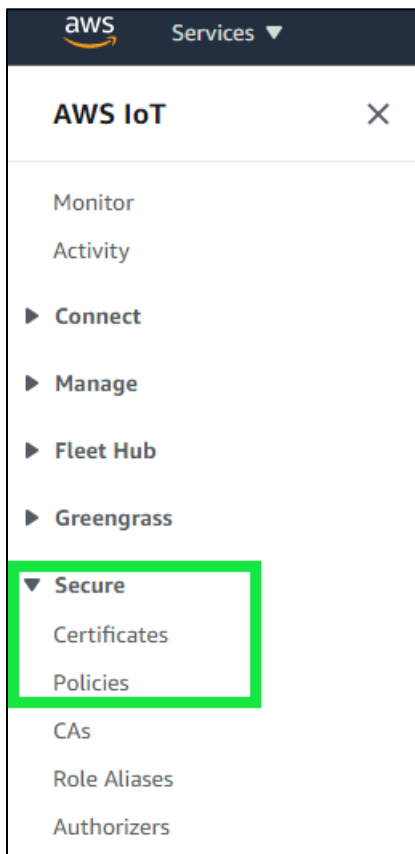 aws Services ▼
AWS IoT ×
Monitor
Activity
▶ Connect
▶ Manage
▶ Fleet Hub
▶ Greengrass
▼ Secure
Certificates
Policies
CAs
Role Aliases
Authorizers